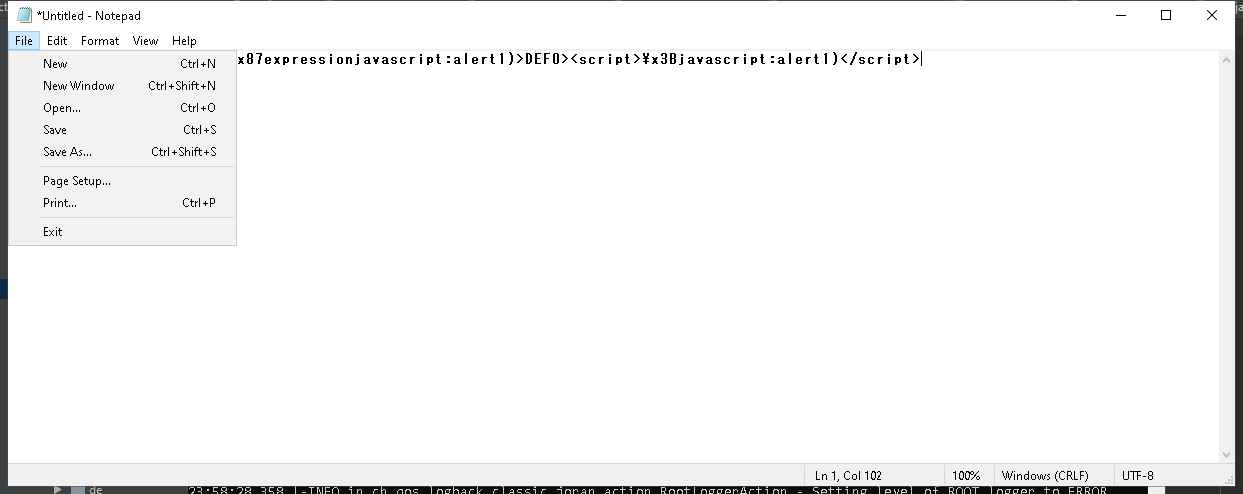 *Untitled - Notepad
File Edit Format View Help
x87expressionjavascript:alert1)>DEF0><script>¥x3Bjavascript:alert1)</script>
New Ctrl+N
New Window Ctrl+Shift+N
Open... Ctrl+O
Save Ctrl+S
Save As... Ctrl+Shift+S
Page Setup...
Print... Ctrl+P
Exit
Ln 1, Col 102 100% Windows (CRLF) UTF-8
de 23:58:28,358 |-INFO in ch.qos.logback.classic.joran.action.RootLoggerAction - Setting level of ROOT logger to ERROR